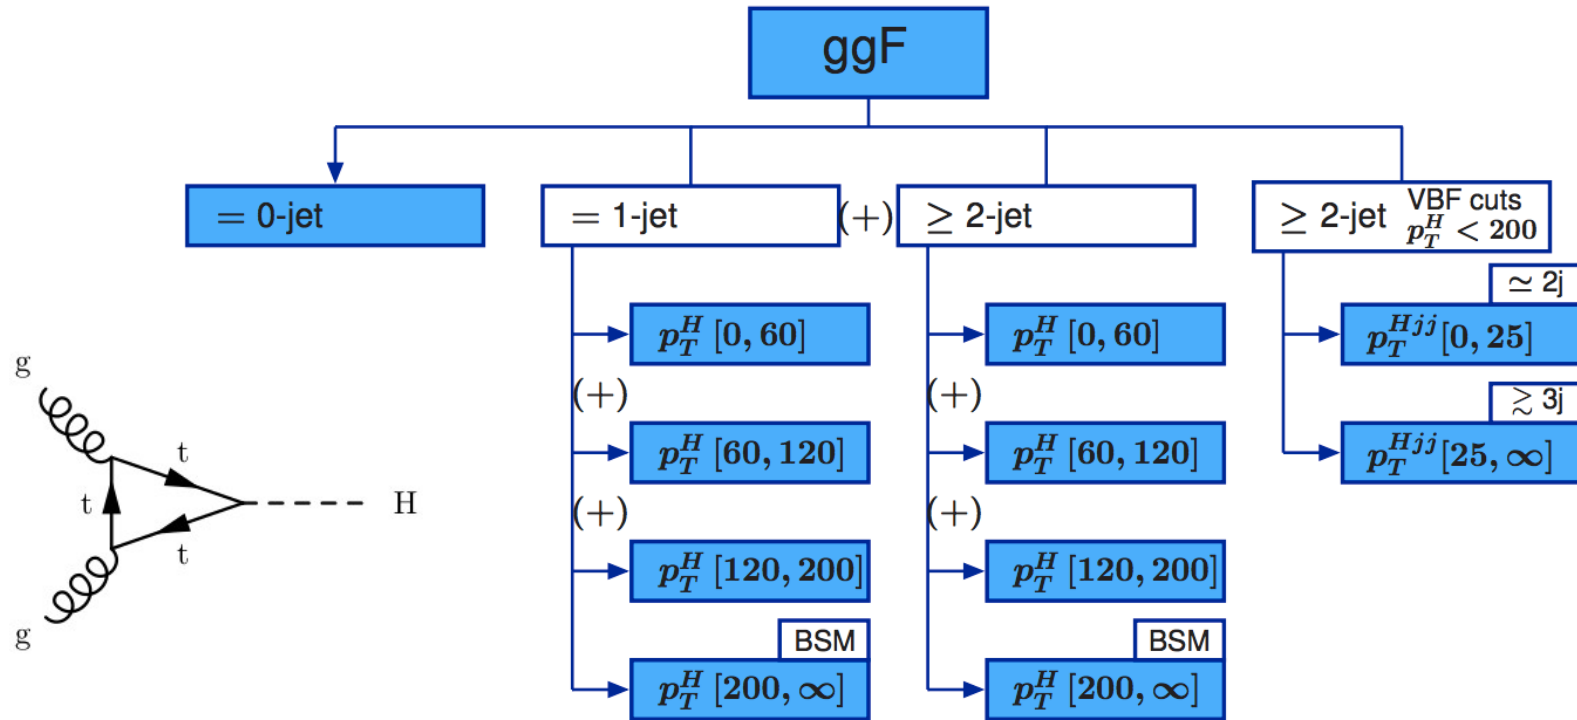 ggF
= 0-jet
= 1-jet
(+)
≥ 2-jet
≥ 2-jet VBF cuts
p_T^H < 200
p_T^H [0, 60]
(+)
p_T^H [60, 120]
(+)
p_T^H [120, 200]
BSM
p_T^H [200, ∞]
p_T^H [0, 60]
(+)
p_T^H [60, 120]
(+)
p_T^H [120, 200]
BSM
p_T^H [200, ∞]
≃ 2j
p_T^{Hjj} [0, 25]
≳ 3j
p_T^{Hjj} [25, ∞]
g
t
t
H
t
g